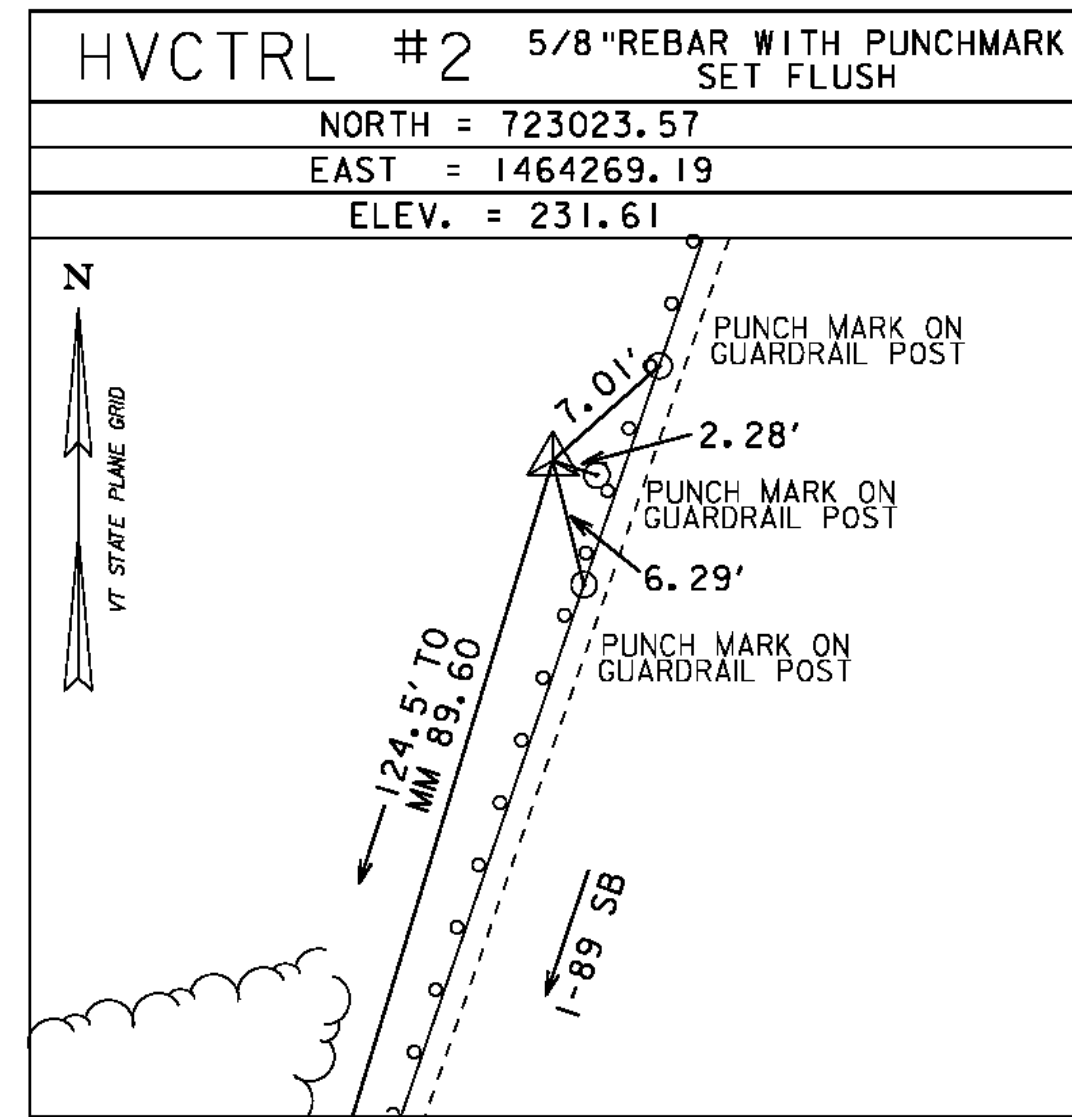 HVCTRL #2
5/8"REBAR WITH PUNCHMARK
SET FLUSH
NORTH = 723023.57
EAST = 1464269.19
ELEV. = 231.61
N
VT STATE PLANE GRID
PUNCH MARK ON
GUARDRAIL POST
7.01'
2.28'
PUNCH MARK ON
GUARDRAIL POST
6.29'
PUNCH MARK ON
GUARDRAIL POST
124.5' TO
MM 89.60
I-89 SB